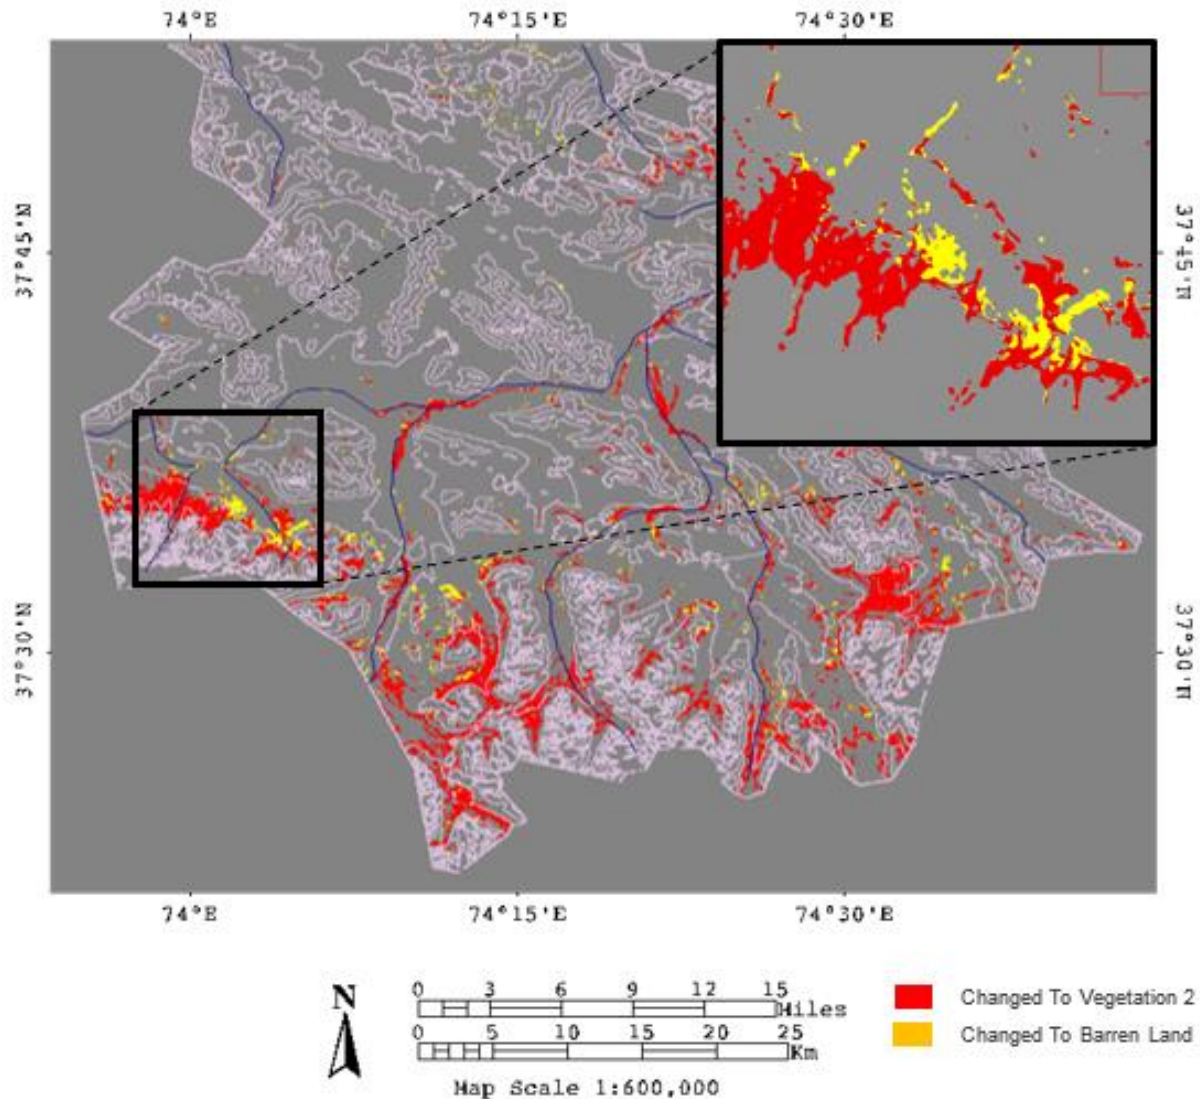 74°E 74°15'E 74°30'E
37°45'N 37°45'N
37°30'N 37°30'N
74°E 74°15'E 74°30'E
N
0 3 6 9 12 15 Miles
0 5 10 15 20 25 Km
Map Scale 1:600,000
Changed To Vegetation 2
Changed To Barren Land